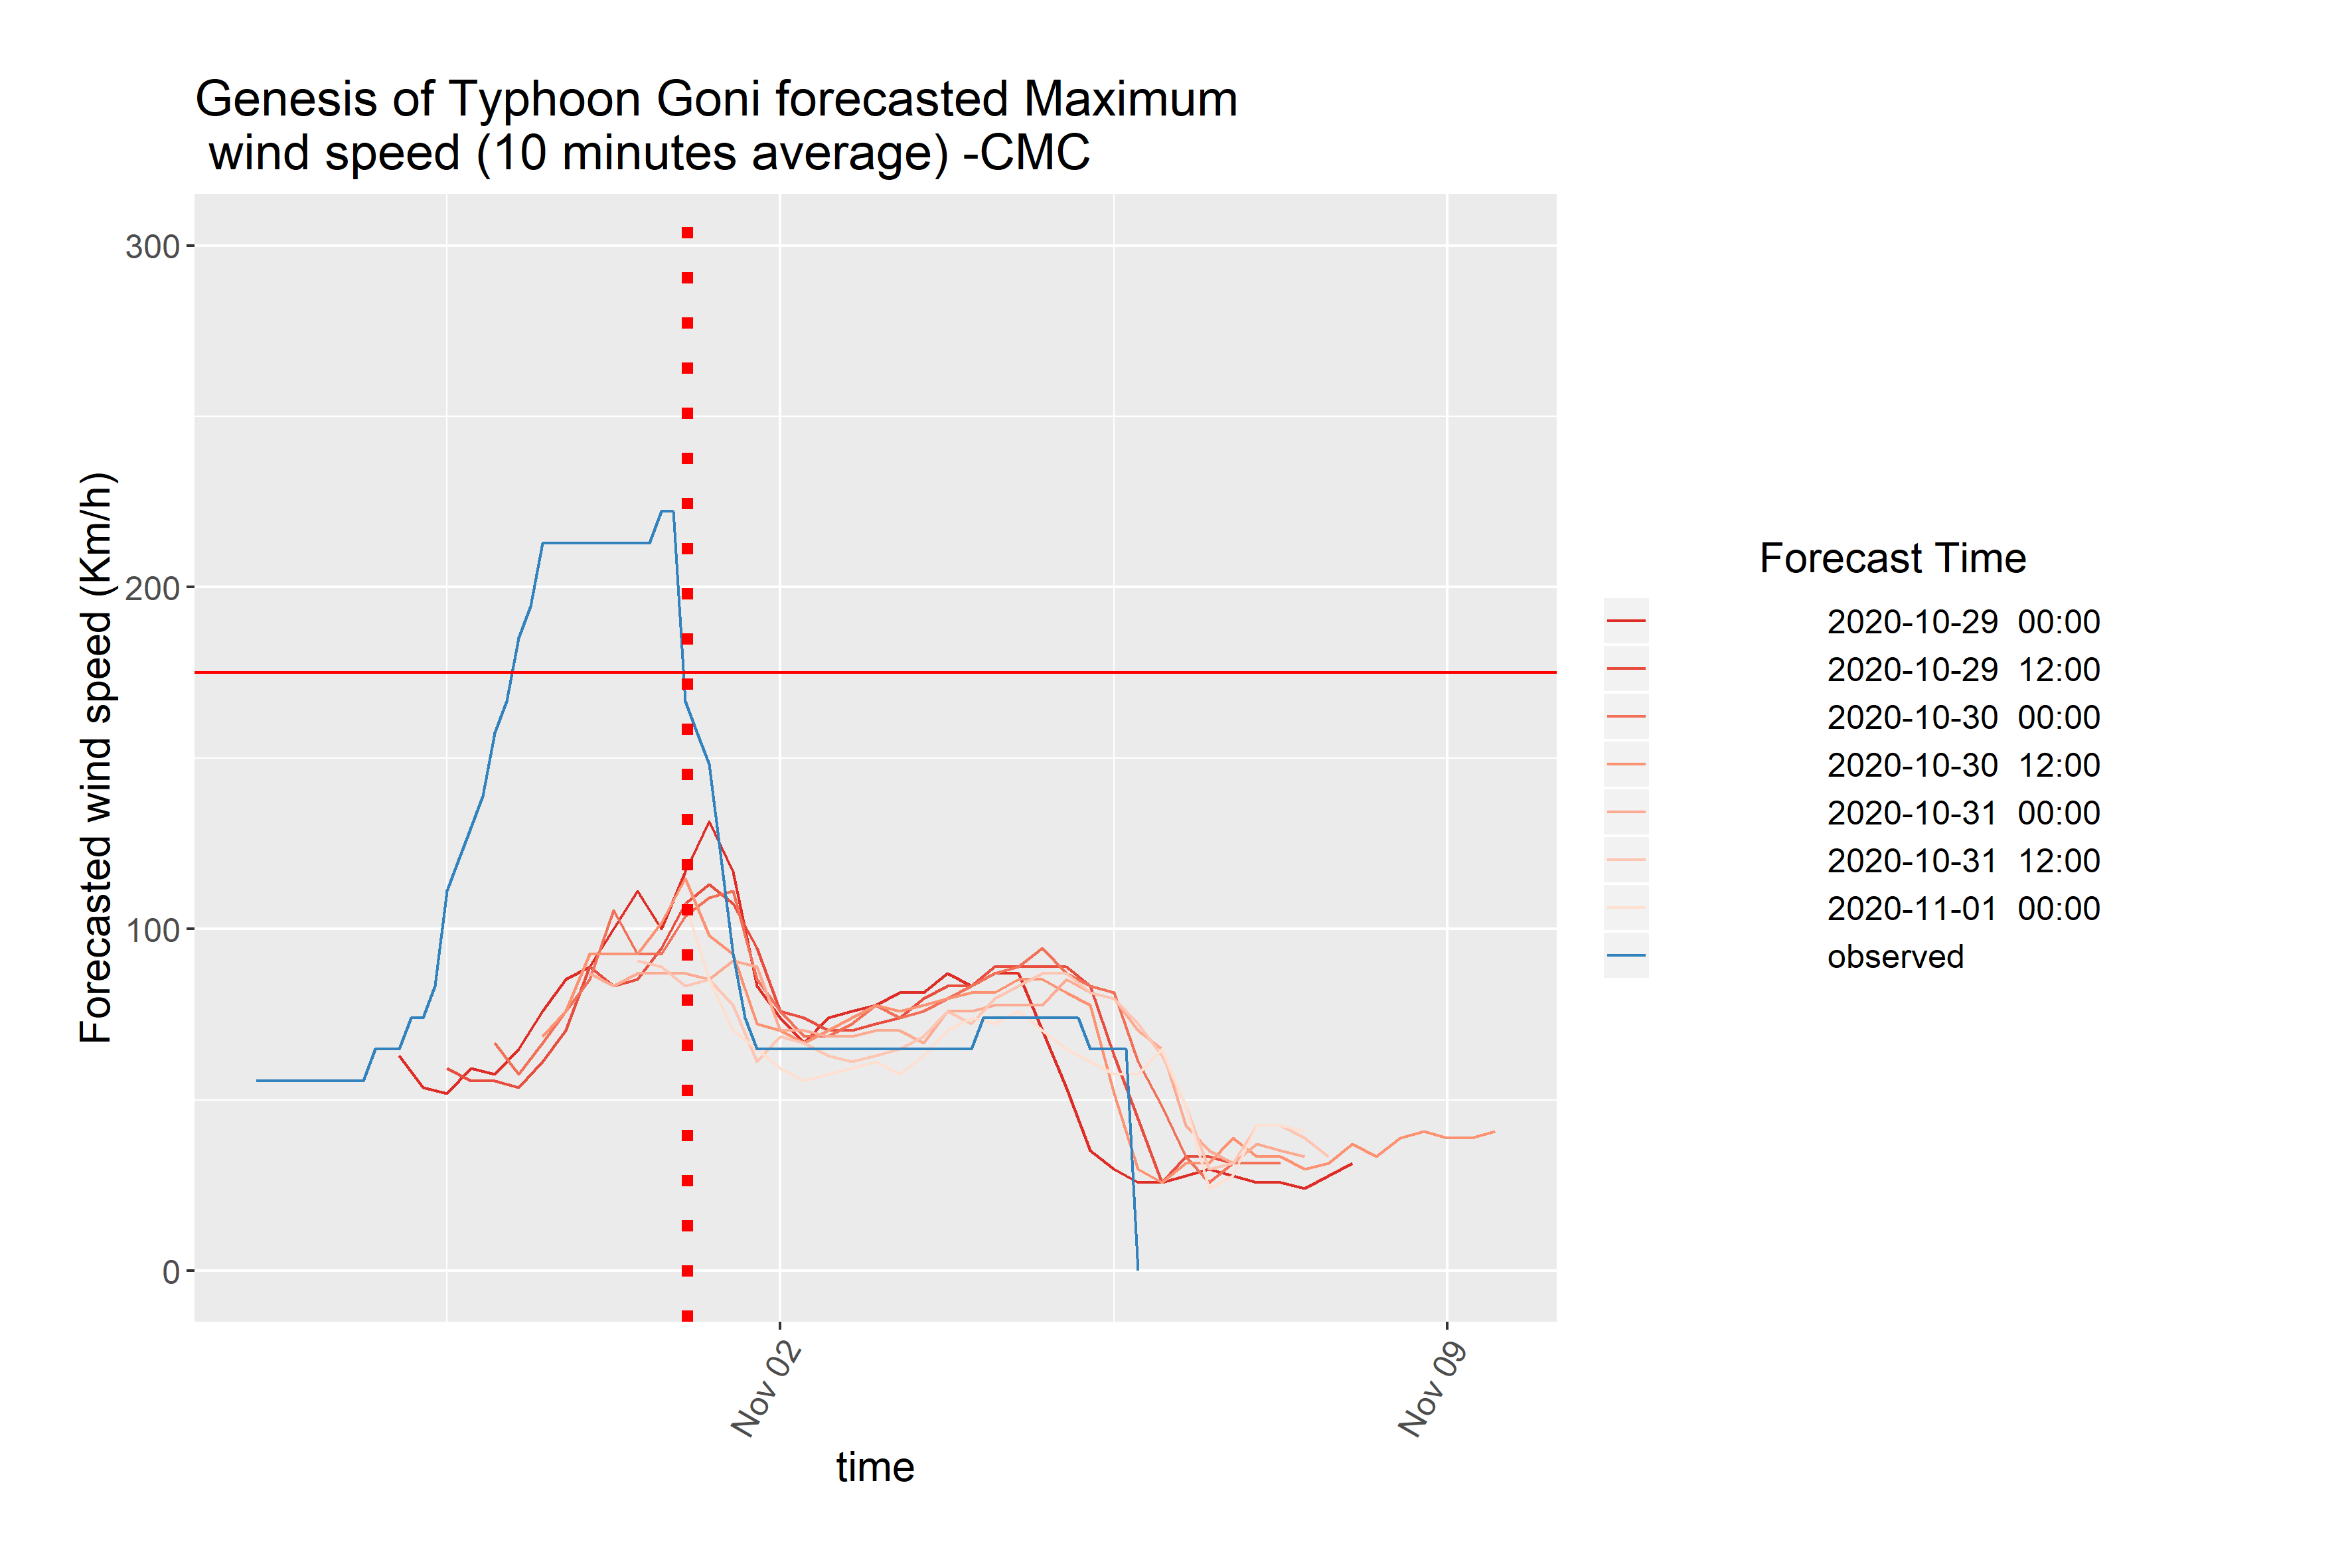 Genesis of Typhoon Goni forecasted Maximum
wind speed (10 minutes average) -CMC
Forecasted wind speed (Km/h)
300
200
100
0
Nov 02
Nov 09
time
Forecast Time
2020-10-29 00:00
2020-10-29 12:00
2020-10-30 00:00
2020-10-30 12:00
2020-10-31 00:00
2020-10-31 12:00
2020-11-01 00:00
observed